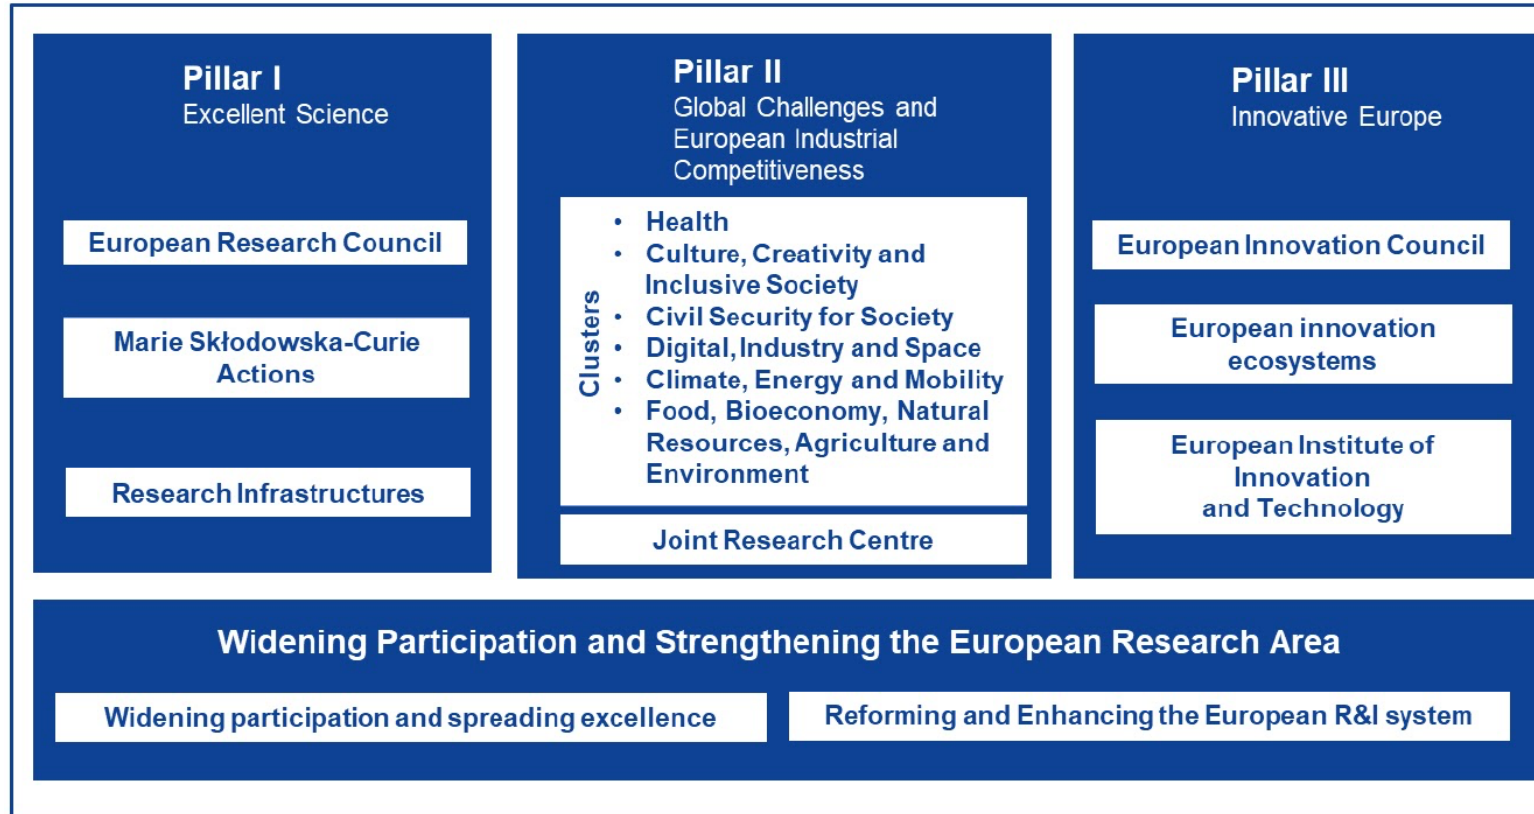 Pillar I
Excellent Science
European Research Council
Marie Skłodowska-Curie
Actions
Research Infrastructures
Pillar II
Global Challenges and
European Industrial
Competitiveness
Clusters
• Health
• Culture, Creativity and
Inclusive Society
• Civil Security for Society
• Digital, Industry and Space
• Climate, Energy and Mobility
• Food, Bioeconomy, Natural
Resources, Agriculture and
Environment
Joint Research Centre
Pillar III
Innovative Europe
European Innovation Council
European innovation
ecosystems
European Institute of
Innovation
and Technology
Widening Participation and Strengthening the European Research Area
Widening participation and spreading excellence
Reforming and Enhancing the European R&I system